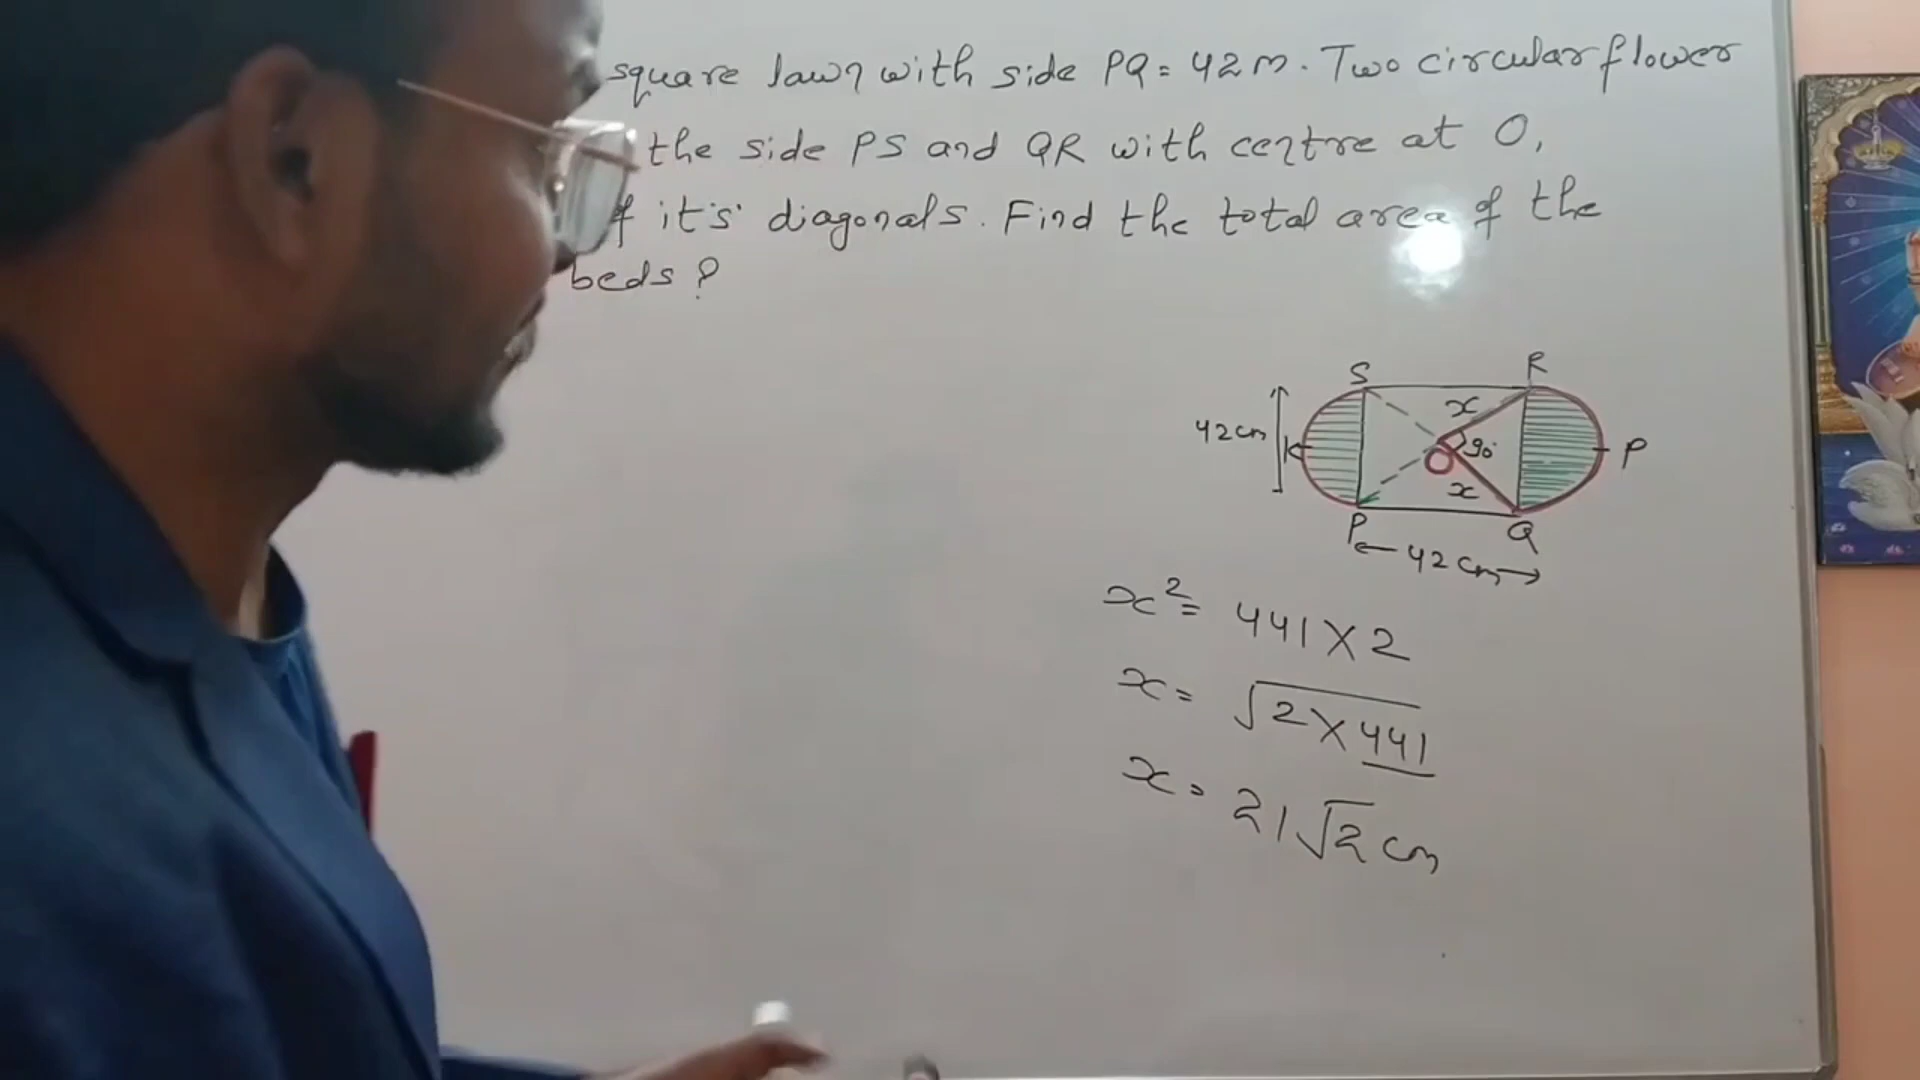 square lawn with side PQ = 42m. Two circular flower
the side PS and QR with centre at O,
of it's diagonals. Find the total area of the
beds?
S R
x
42cm 90° P
O
x
P Q
42 cm
x² = 441 X 2
x = √2 X 441
x = 21√2 cm